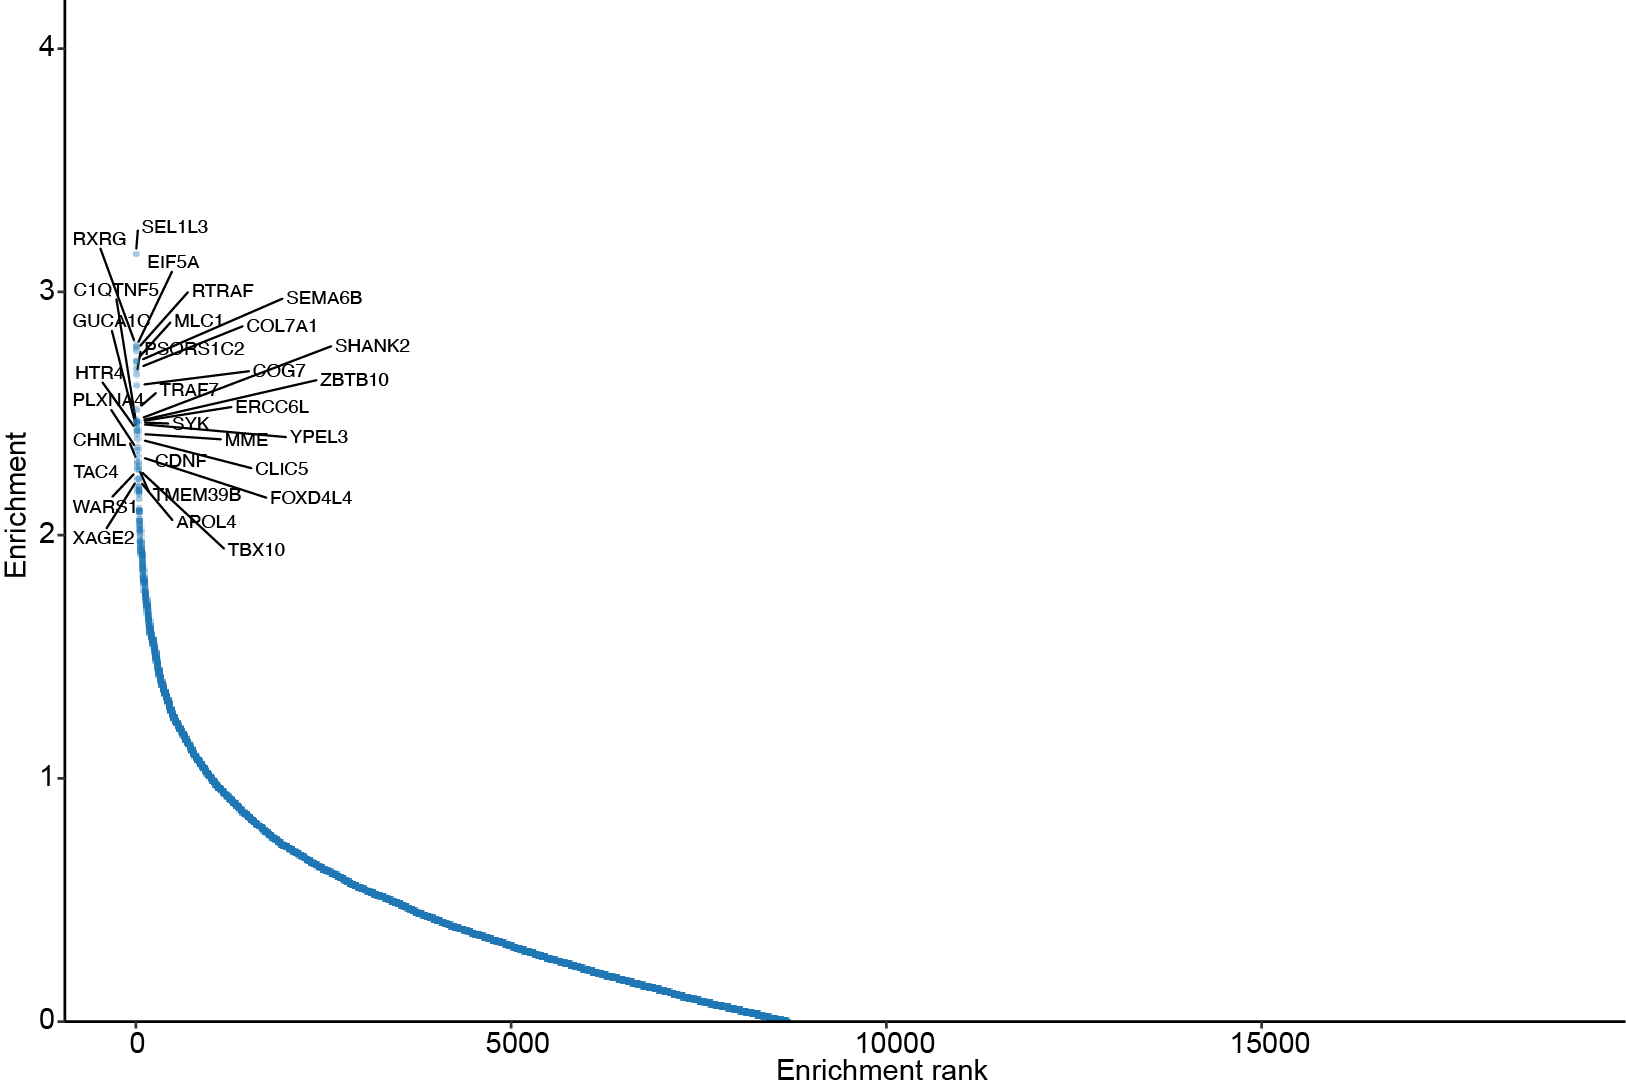 4
SEL1L3
RXRG
EIF5A
C1QTNF5
3
RTRAF
SEMA6B
GUCA1C
MLC1
COL7A1
PSORS1C2
SHANK2
HTR4
COG7
ZBTB10
TRAF7
PLXNA4
ERCC6L
SYK
CHML
MME
YPEL3
CDNF
CLIC5
TAC4
TMEM39B
FOXD4L4
WARS1
APOL4
XAGE2
2
TBX10
Enrichment
1
0
0
5000
10000
15000
Enrichment rank